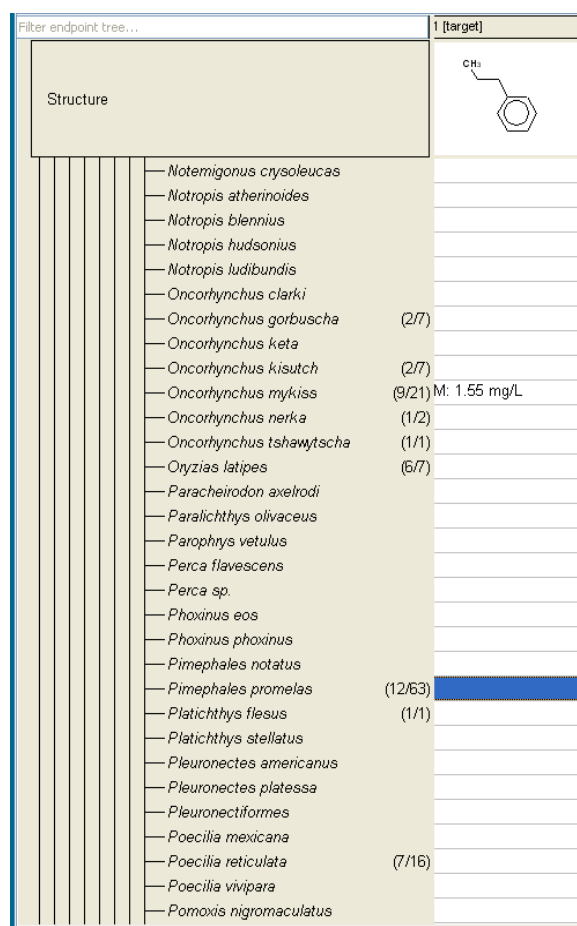 Filter endpoint tree...
1 [target]
Structure
CH₃
Notemigonus crysoleucas
Notropis atherinoides
Notropis blennius
Notropis hudsonius
Notropis ludibundis
Oncorhynchus clarki
Oncorhynchus gorbuscha (2/7)
Oncorhynchus keta
Oncorhynchus kisutch (2/7)
Oncorhynchus mykiss (9/21) M: 1.55 mg/L
Oncorhynchus nerka (1/2)
Oncorhynchus tshawytscha (1/1)
Oryzias latipes (6/7)
Paracheirodon axelrodi
Paralichthys olivaceus
Parophrys vetulus
Perca flavescens
Perca sp.
Phoxinus eos
Phoxinus phoxinus
Pimephales notatus
Pimephales promelas (12/63)
Platichthys flesus (1/1)
Platichthys stellatus
Pleuronectes americanus
Pleuronectes platessa
Pleuronectiformes
Poecilia mexicana
Poecilia reticulata (7/16)
Poecilia vivipara
Pomoxis nigromaculatus